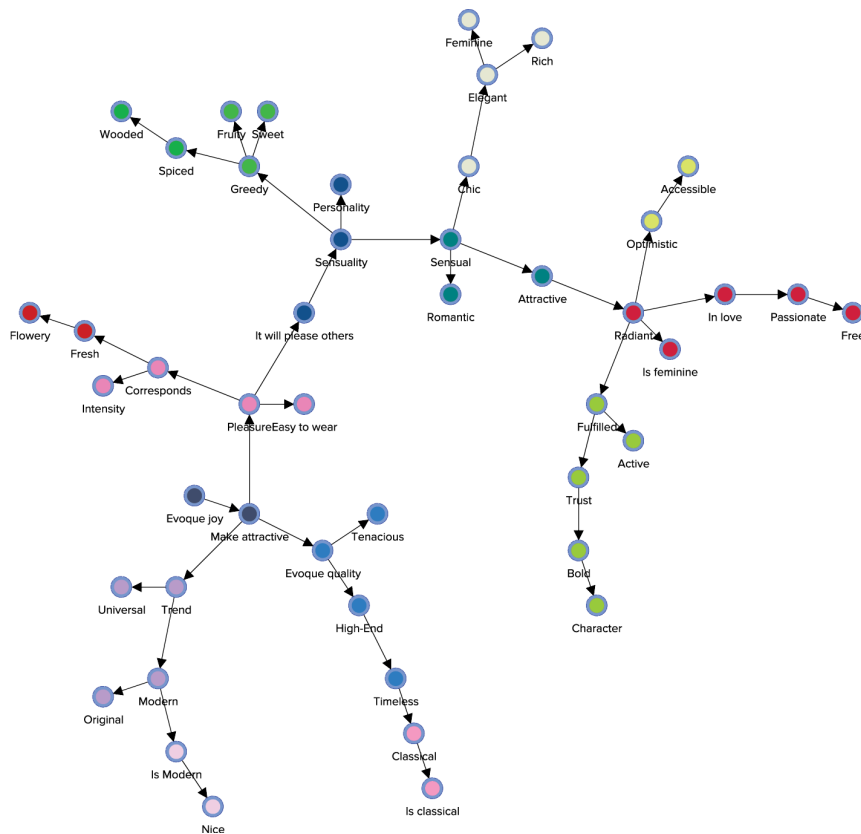 Feminine
Rich
Elegant
Wooded
Fruity
Sweet
Spiced
Greedy
Chic
Accessible
Personality
Optimistic
Sensuality
Sensual
Attractive
Romantic
In love
Passionate
Flowery
It will please others
Radiant
Free
Fresh
Is feminine
Corresponds
Intensity
Pleasure
Easy to wear
Fulfilled
Active
Trust
Evoque joy
Make attractive
Tenacious
Evoque quality
Bold
Universal
Trend
High-End
Character
Original
Modern
Timeless
Classical
Is Modern
Is classical
Nice